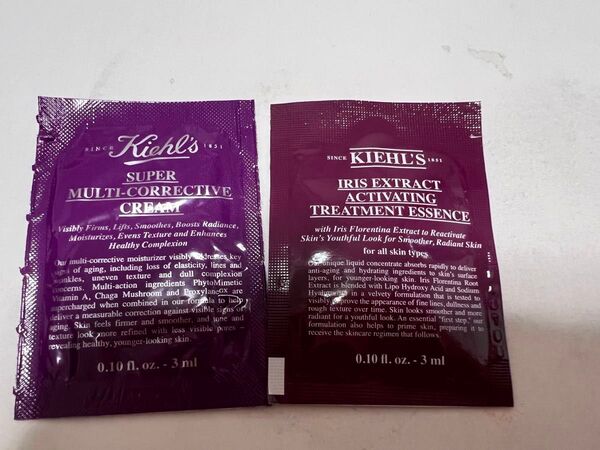 SINCE Kiehl's 1851
SUPER
MULTI-CORRECTIVE
CREAM
Visibly Firms, Lifts, Smoothes, Boosts Radiance,
Moisturizes, Evens Texture and Enhances
Healthy Complexion
Our multi-corrective moisturizer visibly addresses key
signs of aging, including loss of elasticity, lines and
wrinkles, uneven texture and dull complexion
concerns. Multi-action ingredients PhytoMimetic
Vitamin A, Chaga Mushroom and Proxylane are
supercharged when combined in our formula to help
deliver a measurable correction against visible signs of
aging. Skin feels firmer and smoother, and tone and
texture look more refined with less visible pores –
revealing healthy, younger-looking skin.
0.10 fl. oz. - 3 ml
SINCE KIEHL'S 1851
IRIS EXTRACT
ACTIVATING
TREATMENT ESSENCE
with Iris Florentina Extract to Reactivate
Skin's Youthful Look for Smoother, Radiant Skin
for all skin types
Our unique liquid concentrate absorbs rapidly to deliver
anti-aging and hydrating ingredients to skin's surface
layers, for younger-looking skin. Iris Florentina Root
Extract is blended with Lipo Hydroxy Acid and Sodium
Hyaluronate in a velvety formulation that is tested to
visibly improve the appearance of fine lines, dullness and
rough texture over time. Skin looks smoother and more
radiant for a youthful look. An essential "first step," our
formulation also helps to prime skin, preparing it to
receive the skincare regimen that follows.
0.10 fl. oz. - 3 ml